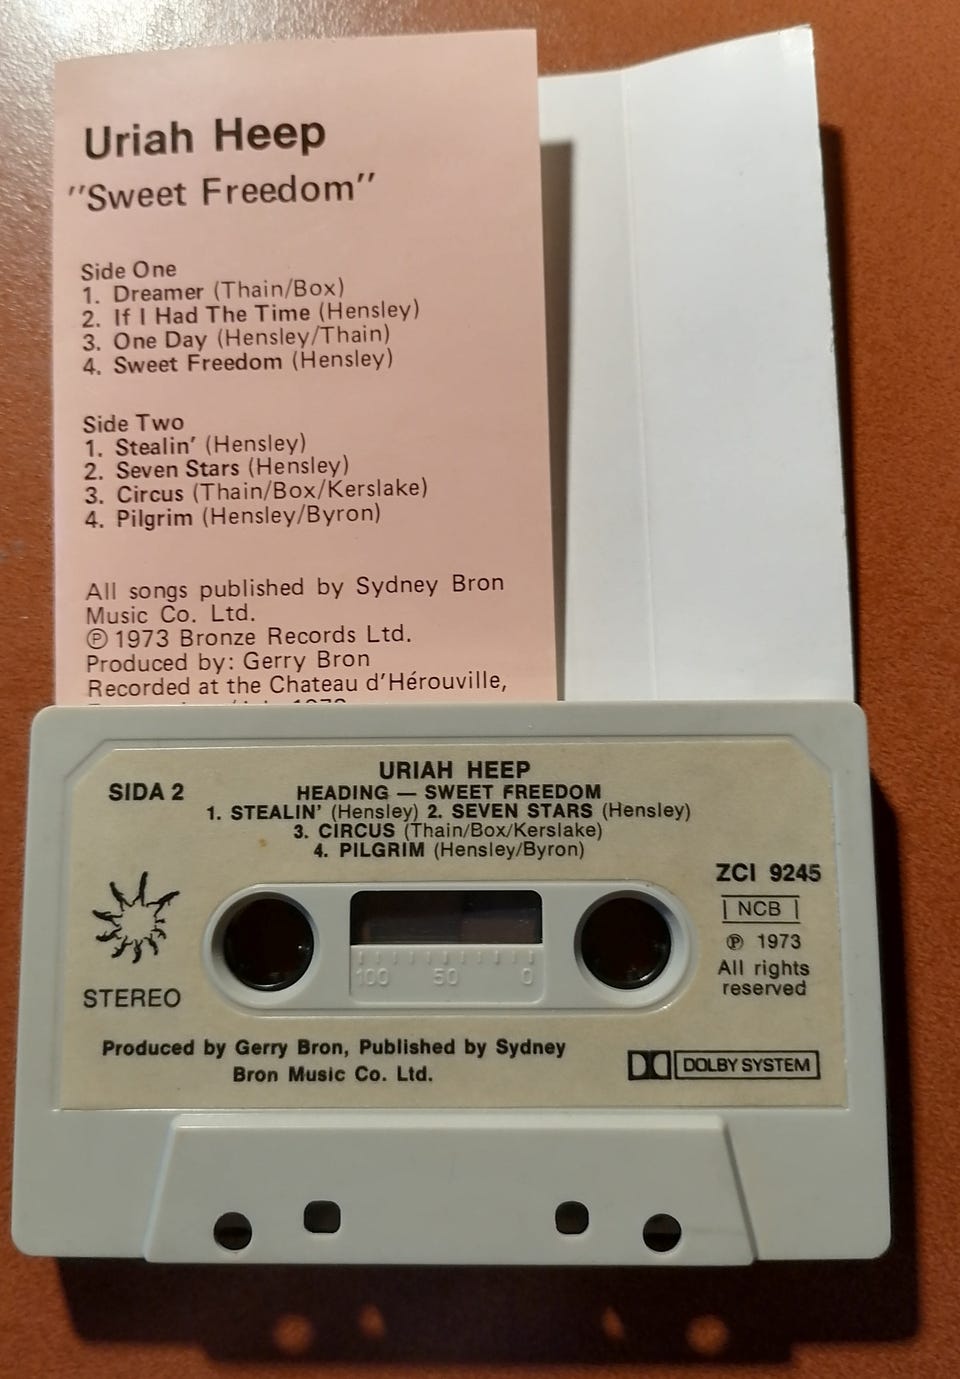 Uriah Heep
"Sweet Freedom"
Side One
1. Dreamer (Thain/Box)
2. If I Had The Time (Hensley)
3. One Day (Hensley/Thain)
4. Sweet Freedom (Hensley)
Side Two
1. Stealin' (Hensley)
2. Seven Stars (Hensley)
3. Circus (Thain/Box/Kerslake)
4. Pilgrim (Hensley/Byron)
All songs published by Sydney Bron
Music Co. Ltd.
℗ 1973 Bronze Records Ltd.
Produced by: Gerry Bron
Recorded at the Chateau d'Hérouville,
URIAH HEEP
SIDA 2
HEADING — SWEET FREEDOM
1. STEALIN' (Hensley) 2. SEVEN STARS (Hensley)
3. CIRCUS (Thain/Box/Kerslake)
4. PILGRIM (Hensley/Byron)
ZCI 9245
NCB
℗ 1973
All rights
reserved
100 50 0
STEREO
Produced by Gerry Bron, Published by Sydney
Bron Music Co. Ltd.
DOLBY SYSTEM